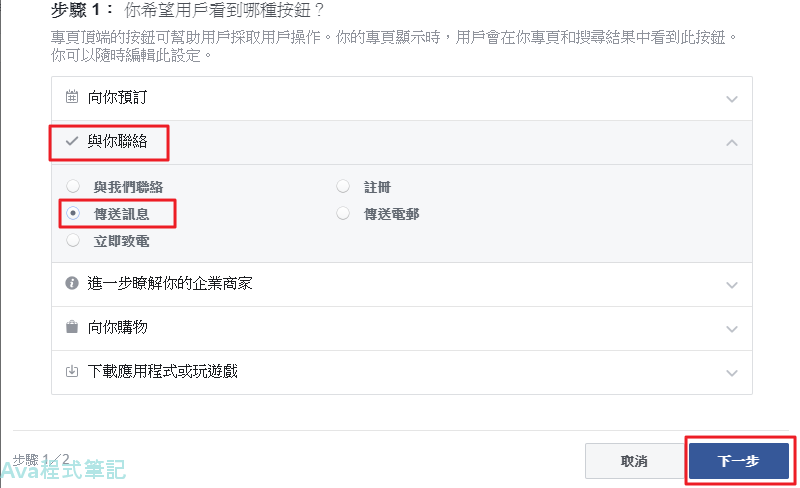 步驟 1： 你希望用戶看到哪種按鈕？
專頁頂端的按鈕可幫助用戶採取用戶操作。你的專頁顯示時，用戶會在你專頁和搜尋結果中看到此按鈕。
你可以隨時編輯此設定。
向你預訂
與你聯絡
與我們聯絡 註冊
傳送訊息 傳送電郵
立即致電
進一步瞭解你的企業商家
向你購物
下載應用程式或玩遊戲
步驟 1／2
Ava程式筆記
取消 下一步